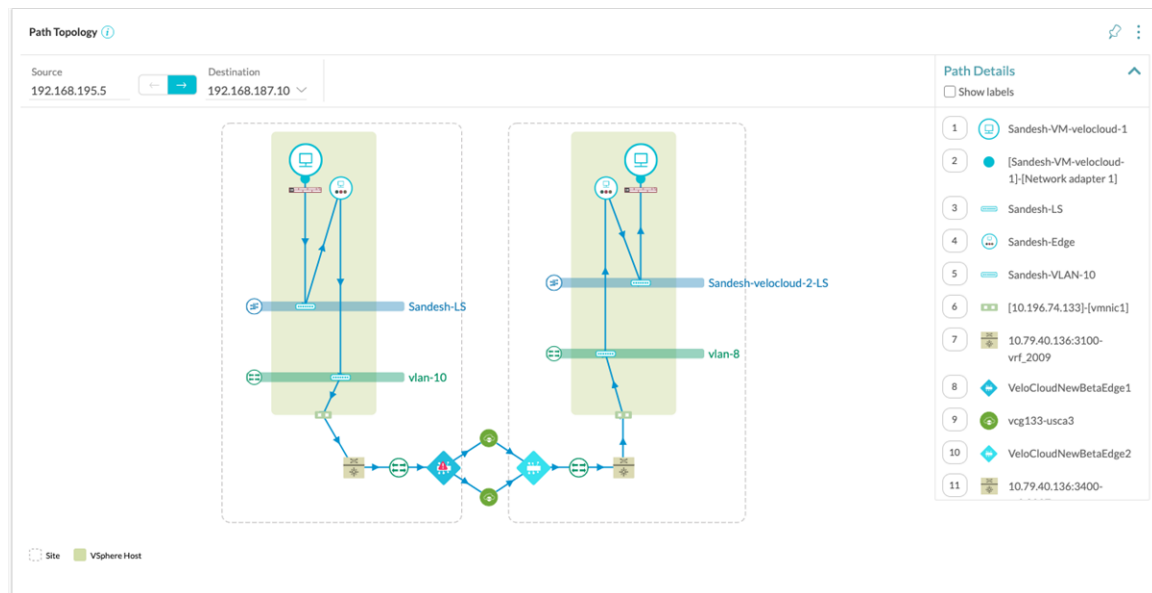 Path Topology
Source
192.168.195.5
Destination
192.168.187.10
Path Details
Show labels
1 Sandesh-VM-velocloud-1
2 [Sandesh-VM-velocloud-
1]-[Network adapter 1]
3 Sandesh-LS
4 Sandesh-Edge
5 Sandesh-VLAN-10
6 [10.196.74.133]-[vmnic1]
7 10.79.40.136:3100-
vrf_2009
8 VeloCloudNewBetaEdge1
9 vcg133-usca3
10 VeloCloudNewBetaEdge2
11 10.79.40.136:3400-
Sandesh-LS
vlan-10
Sandesh-velocloud-2-LS
vlan-8
Site
VSphere Host